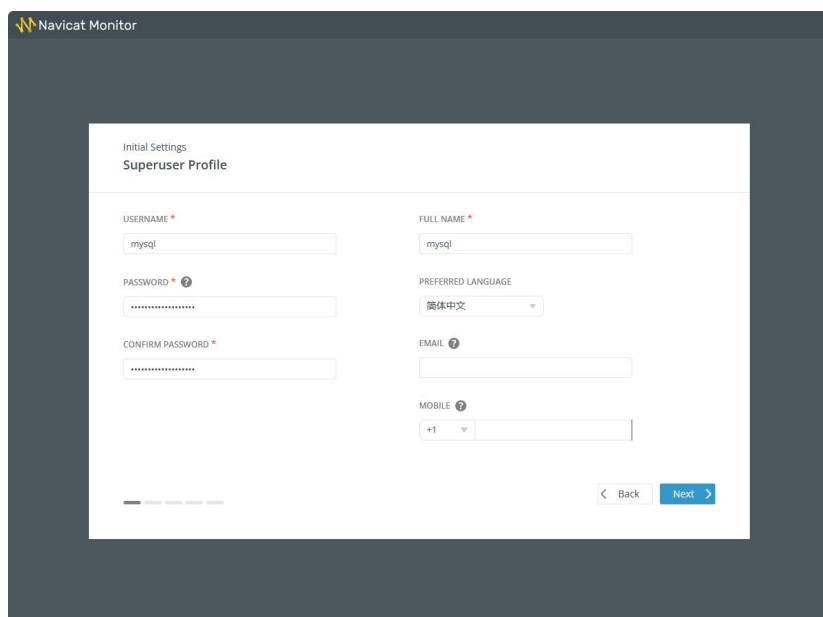 Navicat Monitor
Initial Settings
Superuser Profile
USERNAME *
mysql
PASSWORD * ?
••••••••••••••••••
CONFIRM PASSWORD *
••••••••••••••••••
FULL NAME *
mysql
PREFERRED LANGUAGE
简体中文
EMAIL ?
MOBILE ?
+1
Back
Next